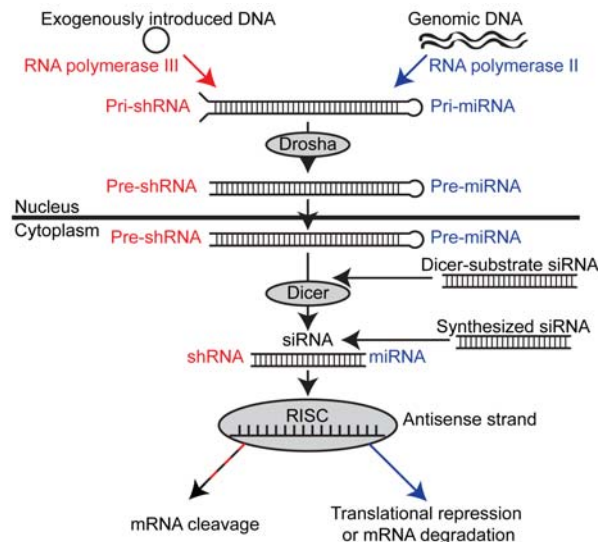 Exogenously introduced DNA
Genomic DNA
RNA polymerase III
RNA polymerase II
Pri-shRNA
Pri-miRNA
Drosha
Pre-shRNA
Pre-miRNA
Nucleus
Cytoplasm
Pre-shRNA
Pre-miRNA
Dicer-substrate siRNA
Dicer
Synthesized siRNA
siRNA
shRNA
miRNA
RISC
Antisense strand
mRNA cleavage
Translational repression
or mRNA degradation